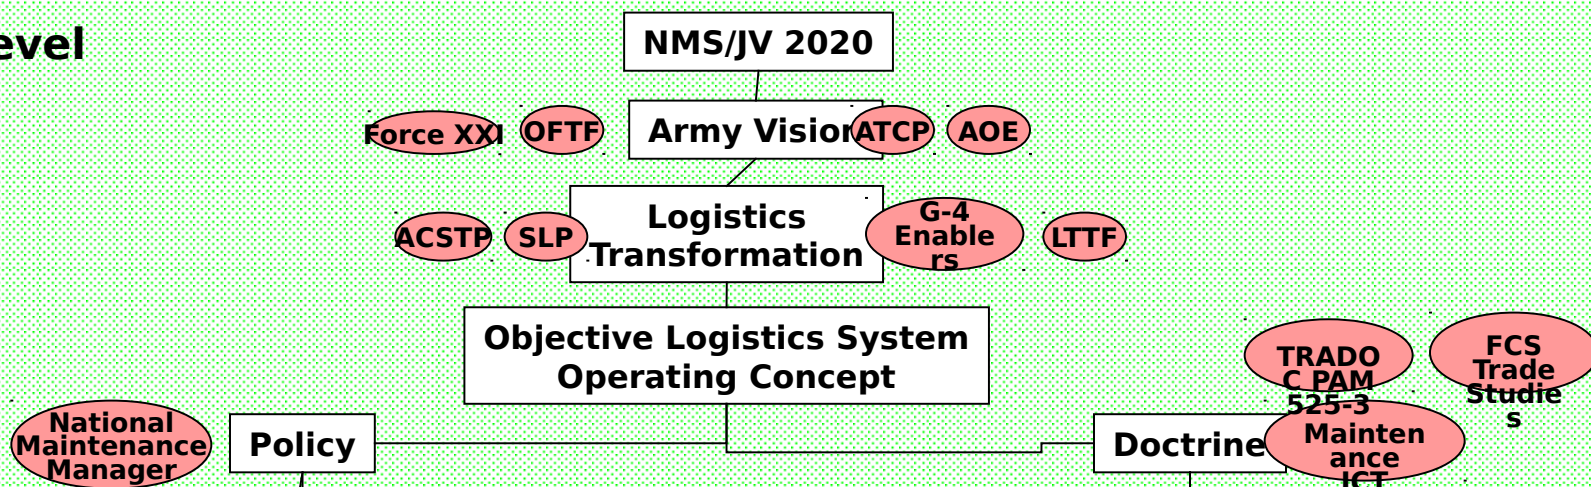 evel
NMS/JV 2020
Force XXI
OFTF
Army Vision
ATCP
AOE
ACSTP
SLP
Logistics
Transformation
G-4
Enable
rs
LTTF
Objective Logistics System
Operating Concept
TRADO
C PAM
525-3
FCS
Trade
Studie
s
National
Maintenance
Manager
Policy
Doctrine
Mainten
ance
ICT